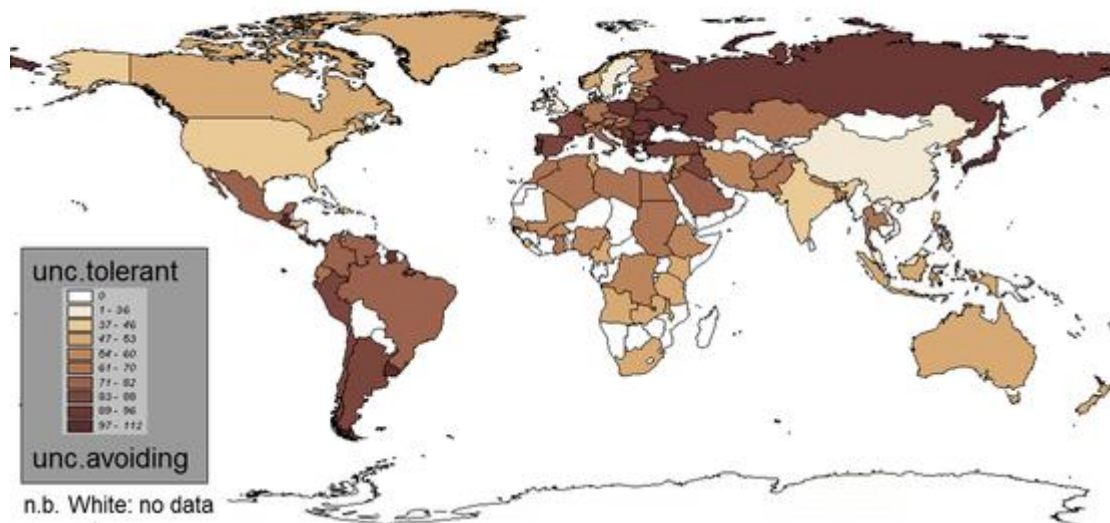 unc.tolerant
0
1 - 36
37 - 46
47 - 53
54 - 60
61 - 70
71 - 82
83 - 88
89 - 96
97 - 112
unc.avoiding
n.b. White: no data